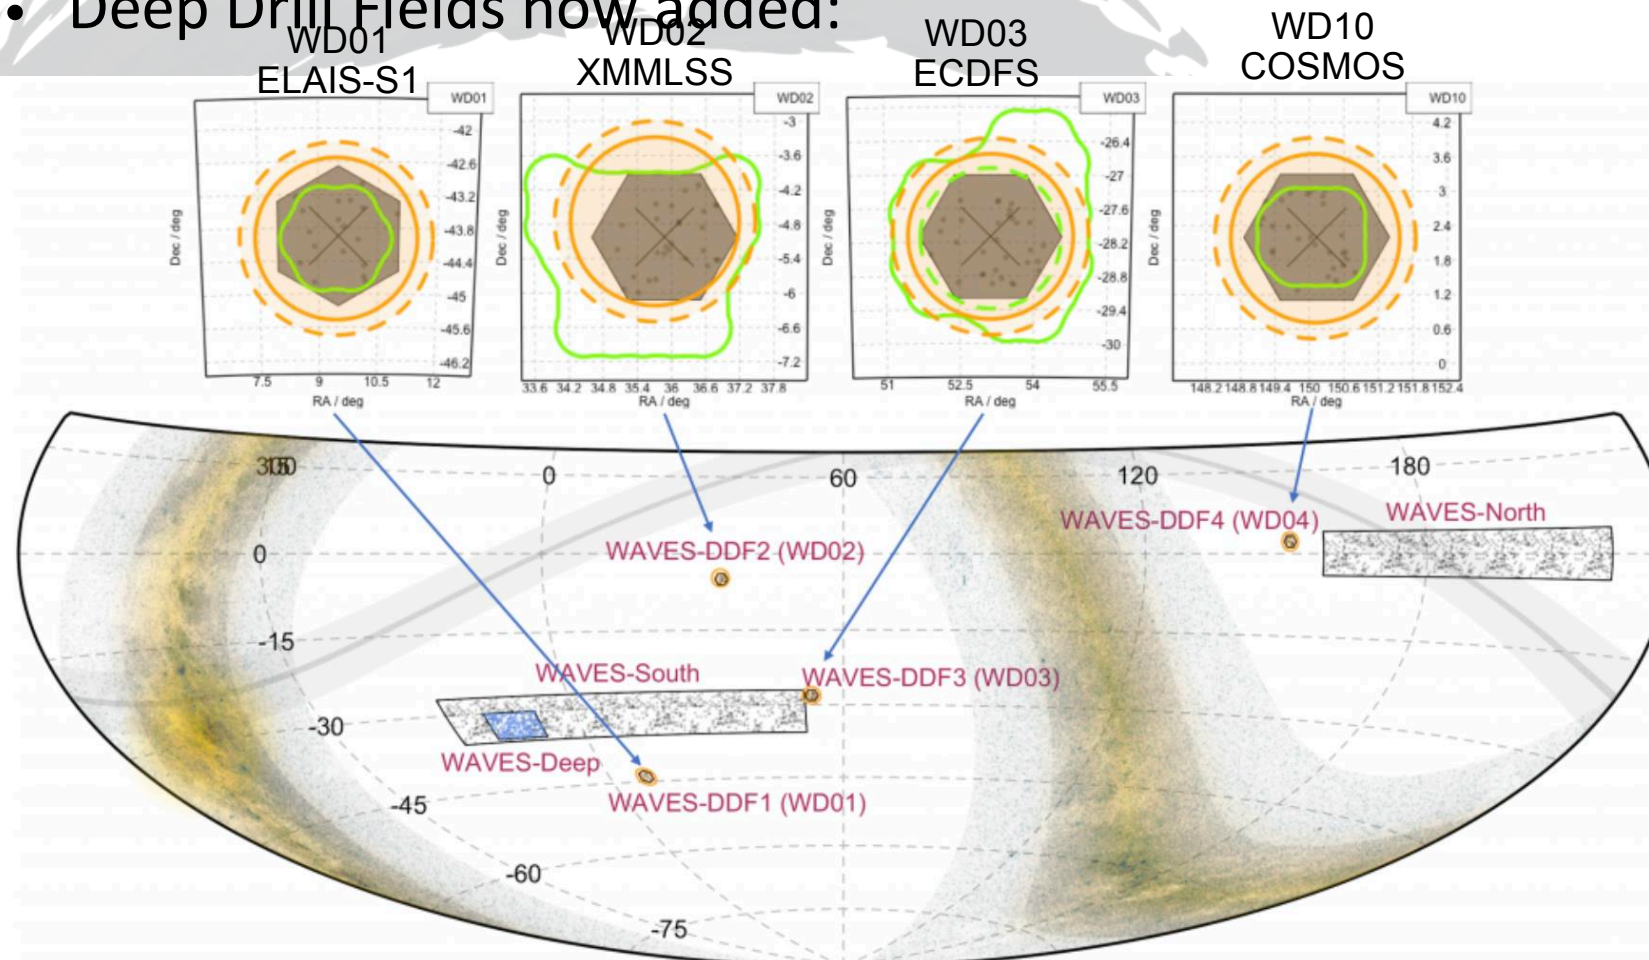 • Deep Drill Fields now added:
WD01
ELAIS-S1
WD02
XMMLSS
WD03
ECDFS
WD10
COSMOS
WD01
-42
-42.6
-43.2
-43.8
-44.4
-45
-45.6
-46.2
Dec / deg
7.5 9 10.5 12
RA / deg
WD02
-3
-3.6
-4.2
-4.8
-5.4
-6
-6.6
-7.2
Dec / deg
33.6 34.2 34.8 35.4 36 36.6 37.2 37.8
RA / deg
WD03
-26.4
-27
-27.6
-28.2
-28.8
-29.4
-30
Dec / deg
51 52.5 54 55.5
RA / deg
WD10
4.2
3.6
3
2.4
1.8
1.2
0.6
0
Dec / deg
148.2 148.8 149.4 150 150.6 151.2 151.8 152.4
RA / deg
0 60 120 180
WAVES-DDF4 (WD04)
WAVES-North
WAVES-DDF2 (WD02)
0
-15
WAVES-South
WAVES-DDF3 (WD03)
-30
WAVES-Deep
WAVES-DDF1 (WD01)
-45
-60
-75